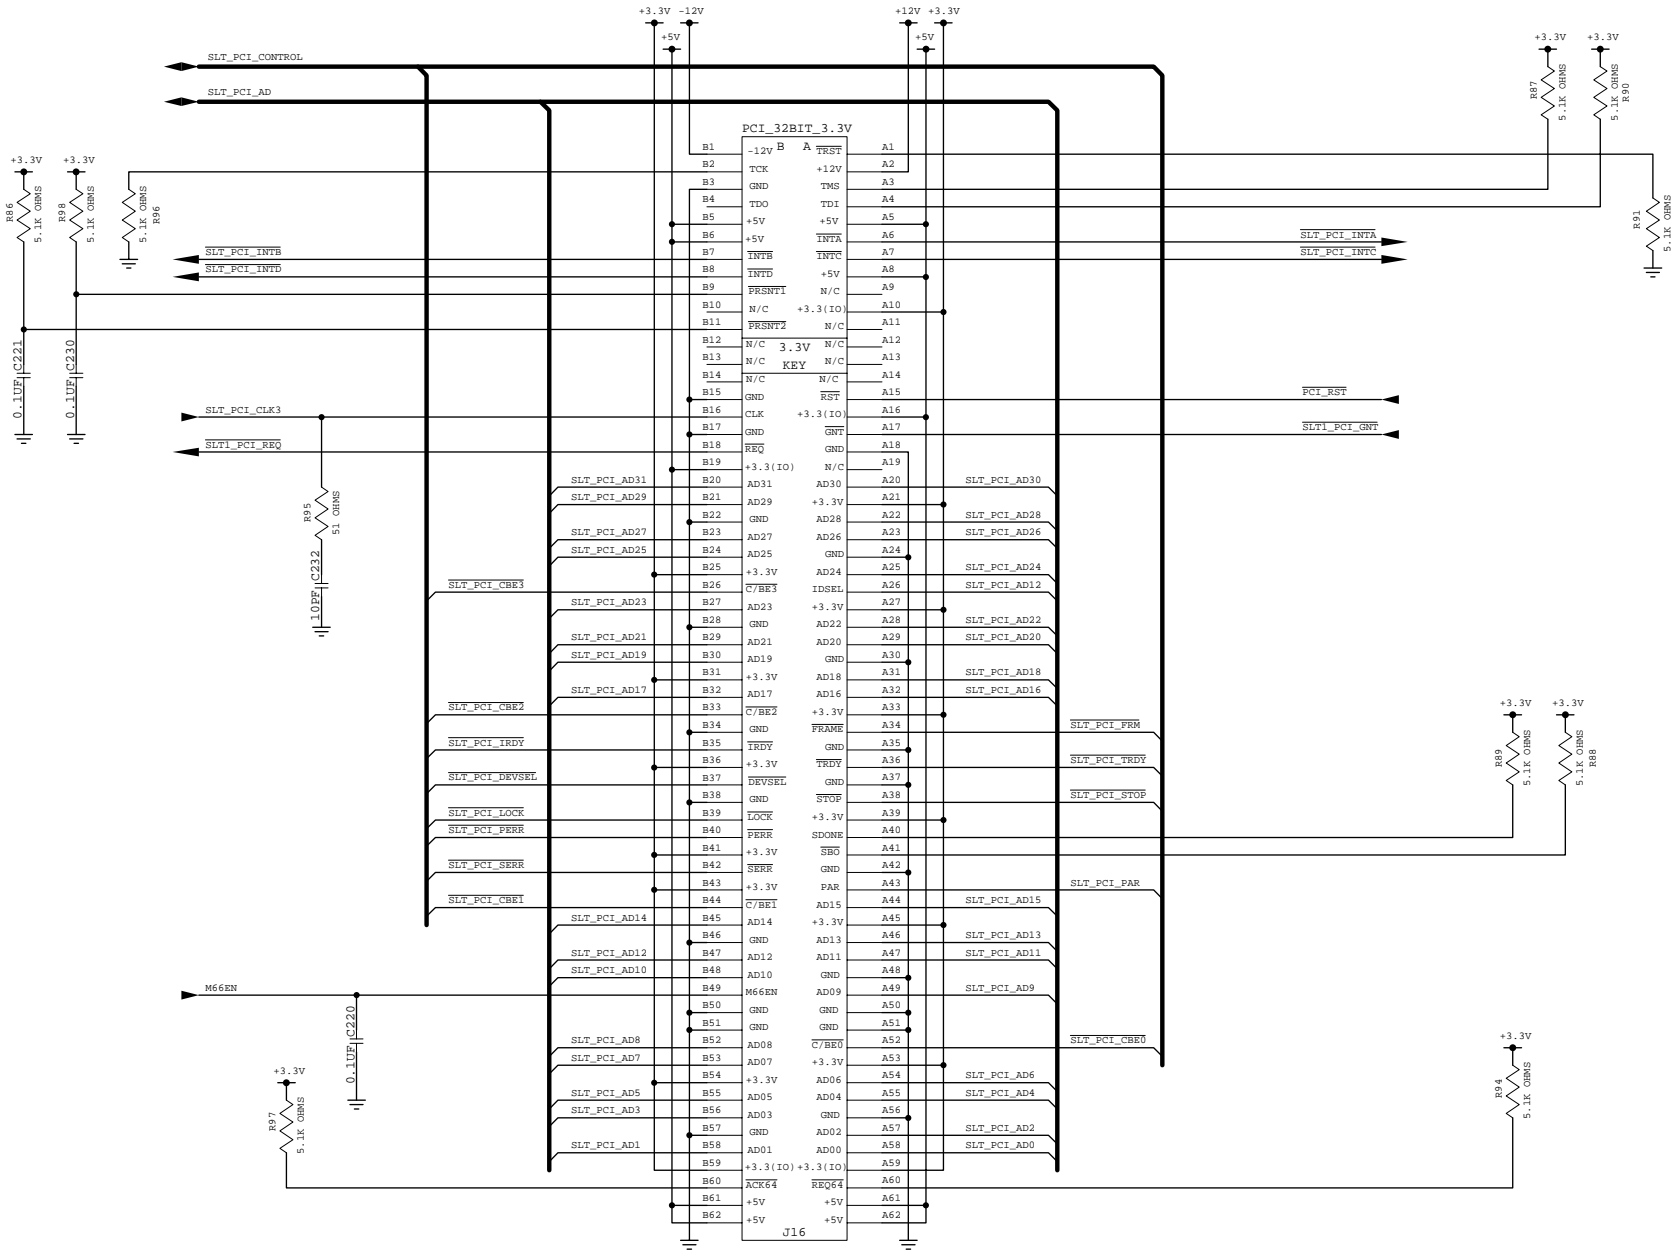 +3.3V -12V +12V +3.3V
+5V +5V
+3.3V +3.3V
SLT_PCI_CONTROL
SLT_PCI_AD
R87 5.1K OHMS
5.1K OHMS R90
PCI_32BIT_3.3V
B A
+3.3V +3.3V
R86 5.1K OHMS
R98 5.1K OHMS
5.1K OHMS R96
R91 5.1K OHMS
B1 -12V TRST A1
B2 TCK +12V A2
B3 GND TMS A3
B4 TDO TDI A4
B5 +5V +5V A5
B6 +5V INTA A6 SLT_PCI_INTA
SLT_PCI_INTB B7 INTB INTC A7 SLT_PCI_INTC
SLT_PCI_INTD B8 INTD +5V A8
B9 PRSNT1 N/C A9
B10 N/C +3.3(IO) A10
B11 PRSNT2 N/C A11
B12 N/C 3.3V N/C A12
B13 N/C KEY N/C A13
B14 N/C N/C A14
0.1UF C221
0.1UF C230
B15 GND RST A15 PCI_RST
SLT_PCI_CLK3 B16 CLK +3.3(IO) A16
B17 GND GNT A17 SLT1_PCI_GNT
SLT1_PCI_REQ B18 REQ GND A18
B19 +3.3(IO) N/C A19
SLT_PCI_AD31 B20 AD31 AD30 A20 SLT_PCI_AD30
SLT_PCI_AD29 B21 AD29 +3.3V A21
R95 51 OHMS
B22 GND AD28 A22 SLT_PCI_AD28
SLT_PCI_AD27 B23 AD27 AD26 A23 SLT_PCI_AD26
SLT_PCI_AD25 B24 AD25 GND A24
B25 +3.3V AD24 A25 SLT_PCI_AD24
10PF C232
SLT_PCI_CBE3 B26 C/BE3 IDSEL A26 SLT_PCI_AD12
SLT_PCI_AD23 B27 AD23 +3.3V A27
B28 GND AD22 A28 SLT_PCI_AD22
SLT_PCI_AD21 B29 AD21 AD20 A29 SLT_PCI_AD20
SLT_PCI_AD19 B30 AD19 GND A30
B31 +3.3V AD18 A31 SLT_PCI_AD18
SLT_PCI_AD17 B32 AD17 AD16 A32 SLT_PCI_AD16
SLT_PCI_CBE2 B33 C/BE2 +3.3V A33
+3.3V +3.3V
B34 GND FRAME A34 SLT_PCI_FRM
SLT_PCI_IRDY B35 IRDY GND A35
B36 +3.3V TRDY A36 SLT_PCI_TRDY
R89 5.1K OHMS
5.1K OHMS R88
SLT_PCI_DEVSEL B37 DEVSEL GND A37
B38 GND STOP A38 SLT_PCI_STOP
SLT_PCI_LOCK B39 LOCK +3.3V A39
SLT_PCI_PERR B40 PERR SDONE A40
B41 +3.3V SBO A41
SLT_PCI_SERR B42 SERR GND A42
B43 +3.3V PAR A43 SLT_PCI_PAR
SLT_PCI_CBE1 B44 C/BE1 AD15 A44 SLT_PCI_AD15
SLT_PCI_AD14 B45 AD14 +3.3V A45
B46 GND AD13 A46 SLT_PCI_AD13
SLT_PCI_AD12 B47 AD12 AD11 A47 SLT_PCI_AD11
SLT_PCI_AD10 B48 AD10 GND A48
M66EN B49 M66EN AD09 A49 SLT_PCI_AD9
B50 GND GND A50
B51 GND GND A51
0.1UF C220
SLT_PCI_AD8 B52 AD08 C/BE0 A52 SLT_PCI_CBE0
+3.3V
SLT_PCI_AD7 B53 AD07 +3.3V A53
+3.3V
B54 +3.3V AD06 A54 SLT_PCI_AD6
SLT_PCI_AD5 B55 AD05 AD04 A55 SLT_PCI_AD4
R94 5.1K OHMS
SLT_PCI_AD3 B56 AD03 GND A56
R97 5.1K OHMS
B57 GND AD02 A57 SLT_PCI_AD2
SLT_PCI_AD1 B58 AD01 AD00 A58 SLT_PCI_AD0
B59 +3.3(IO) +3.3(IO) A59
B60 ACK64 REQ64 A60
B61 +5V +5V A61
B62 +5V +5V A62
J16